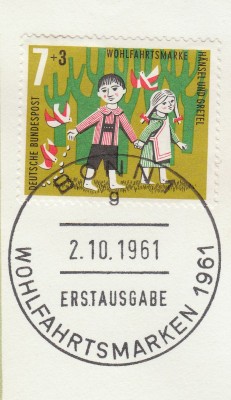 7+3
WOHLFAHRTSMARKE
HÄNSEL UND GRETEL
DEUTSCHE BUNDESPOST
g
2.10.1961
ERSTAUSGABE
WOHLFAHRTSMARKEN 1961